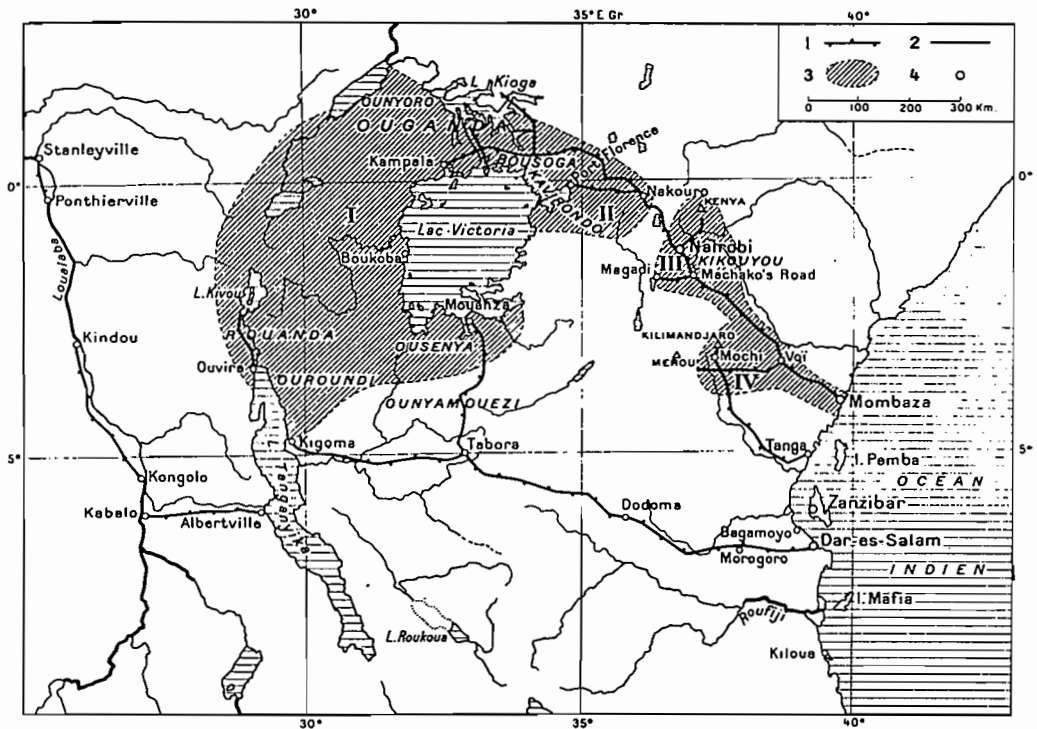 30°
35° E Gr
40°
1
2
3
4
0 100 200 300 Km.
L. Kioga
OUNYORO
OUGANDA
Stanleyville
Kampala
BOUSOGA
Port Florence
0°
0°
Ponthierville
KAVERONDO
Nakouro
KENYA
I
II
Lac Victoria
Nairobi
KIKOUYOU
Boukoba
III
Magadi
Machako's Road
Loualaba
L. Kivou
Mouanza
Kindou
ROUANDA
OUSENYA
KILIMANDJARO
Mochi
Voï
MEROU
Ouvira
OUROUNDI
IV
OUNYAMOUEZI
Mombaza
Kigoma
Tabora
Tanga
5°
5°
I. Pemba
Kongolo
OCEAN
L. Tanganyika
Kabalo
Albertville
Dodoma
Zanzibar
Bagamoyo
Dar-es-Salam
Morogoro
INDIEN
I. Mafia
Roufiji
L. Roukoua
Kiloua
30°
35°
40°